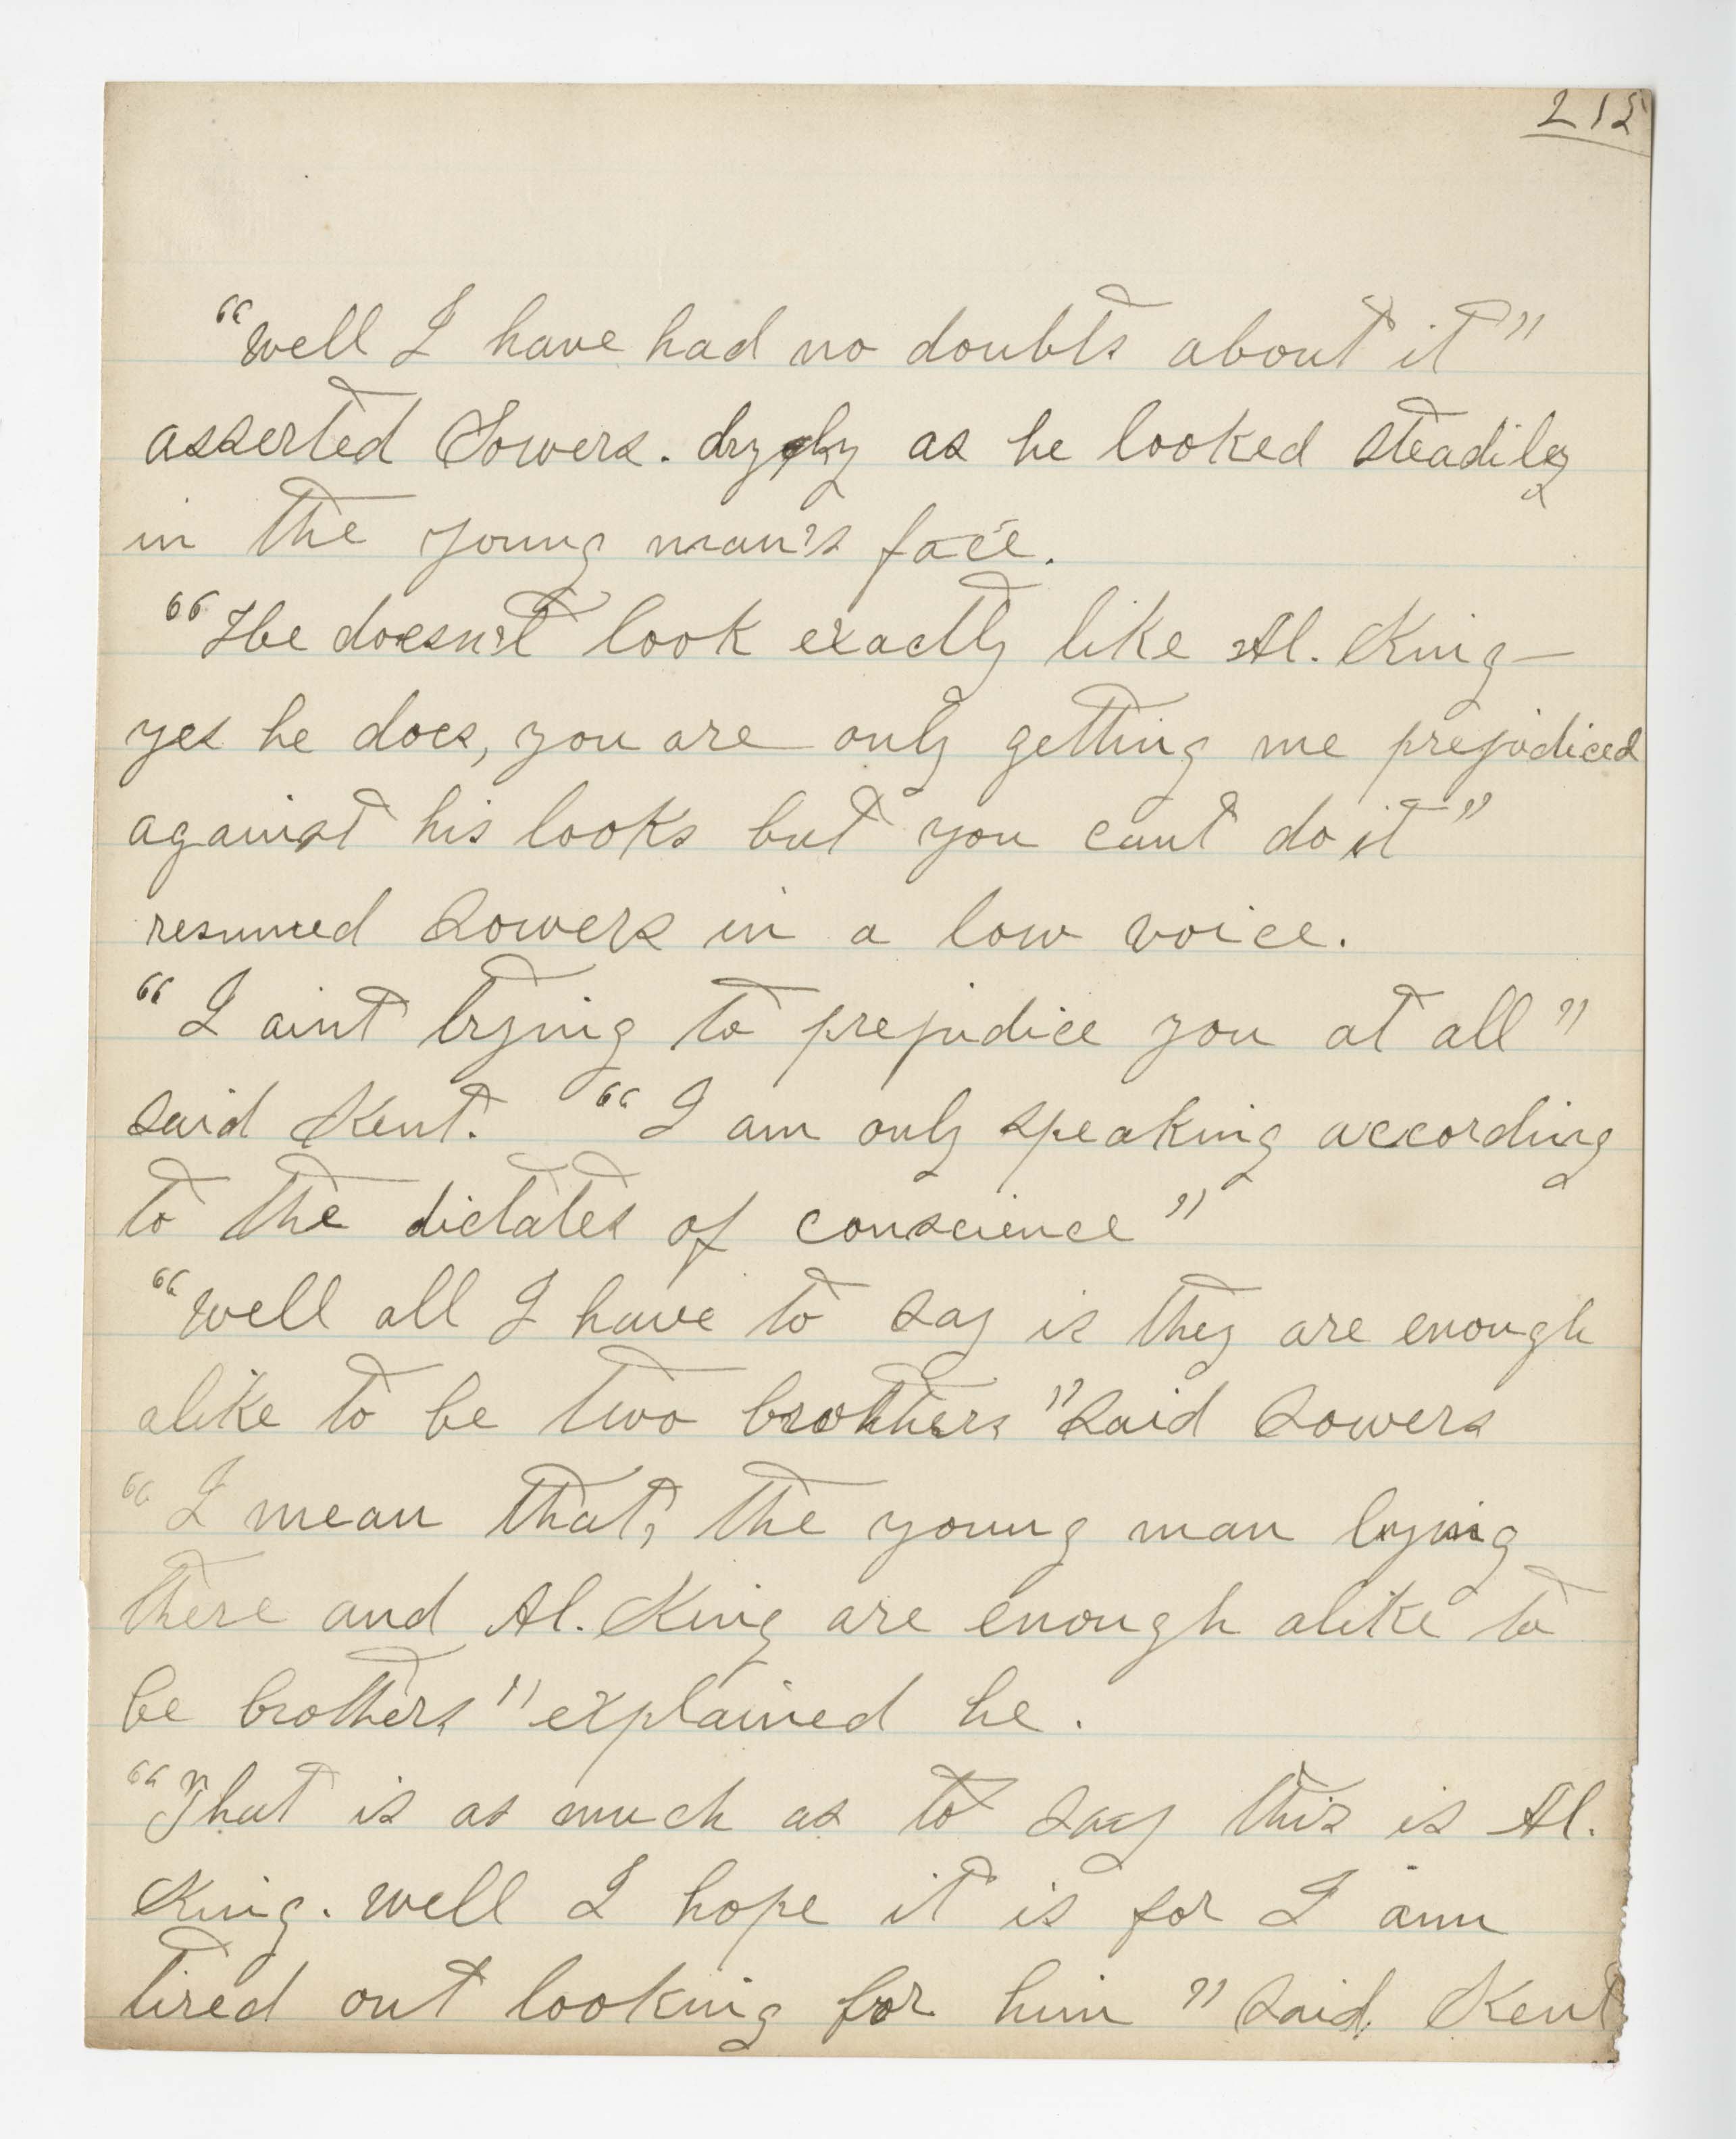 215
"Well I have had no doubts about it"
asserted Sowers. dryly as he looked steadily
in the young man's face.
"He doesn't look exactly like Al. King—
yes he does, you are only getting me prejudiced
against his looks but you cant do it"
resumed Sowers in a low voice.
"I aint trying to prejudice you at all"
said Kent. "I am only speaking according
to the dictates of conscience"
"Well all I have to say is they are enough
alike to be two brothers" said Sowers
"I mean that, the young man lying
there and Al. King are enough alike to
be brothers" explained he.
"That is as much as to say this is Al.
King. Well I hope it is for I am
tired out looking for him" said Kent